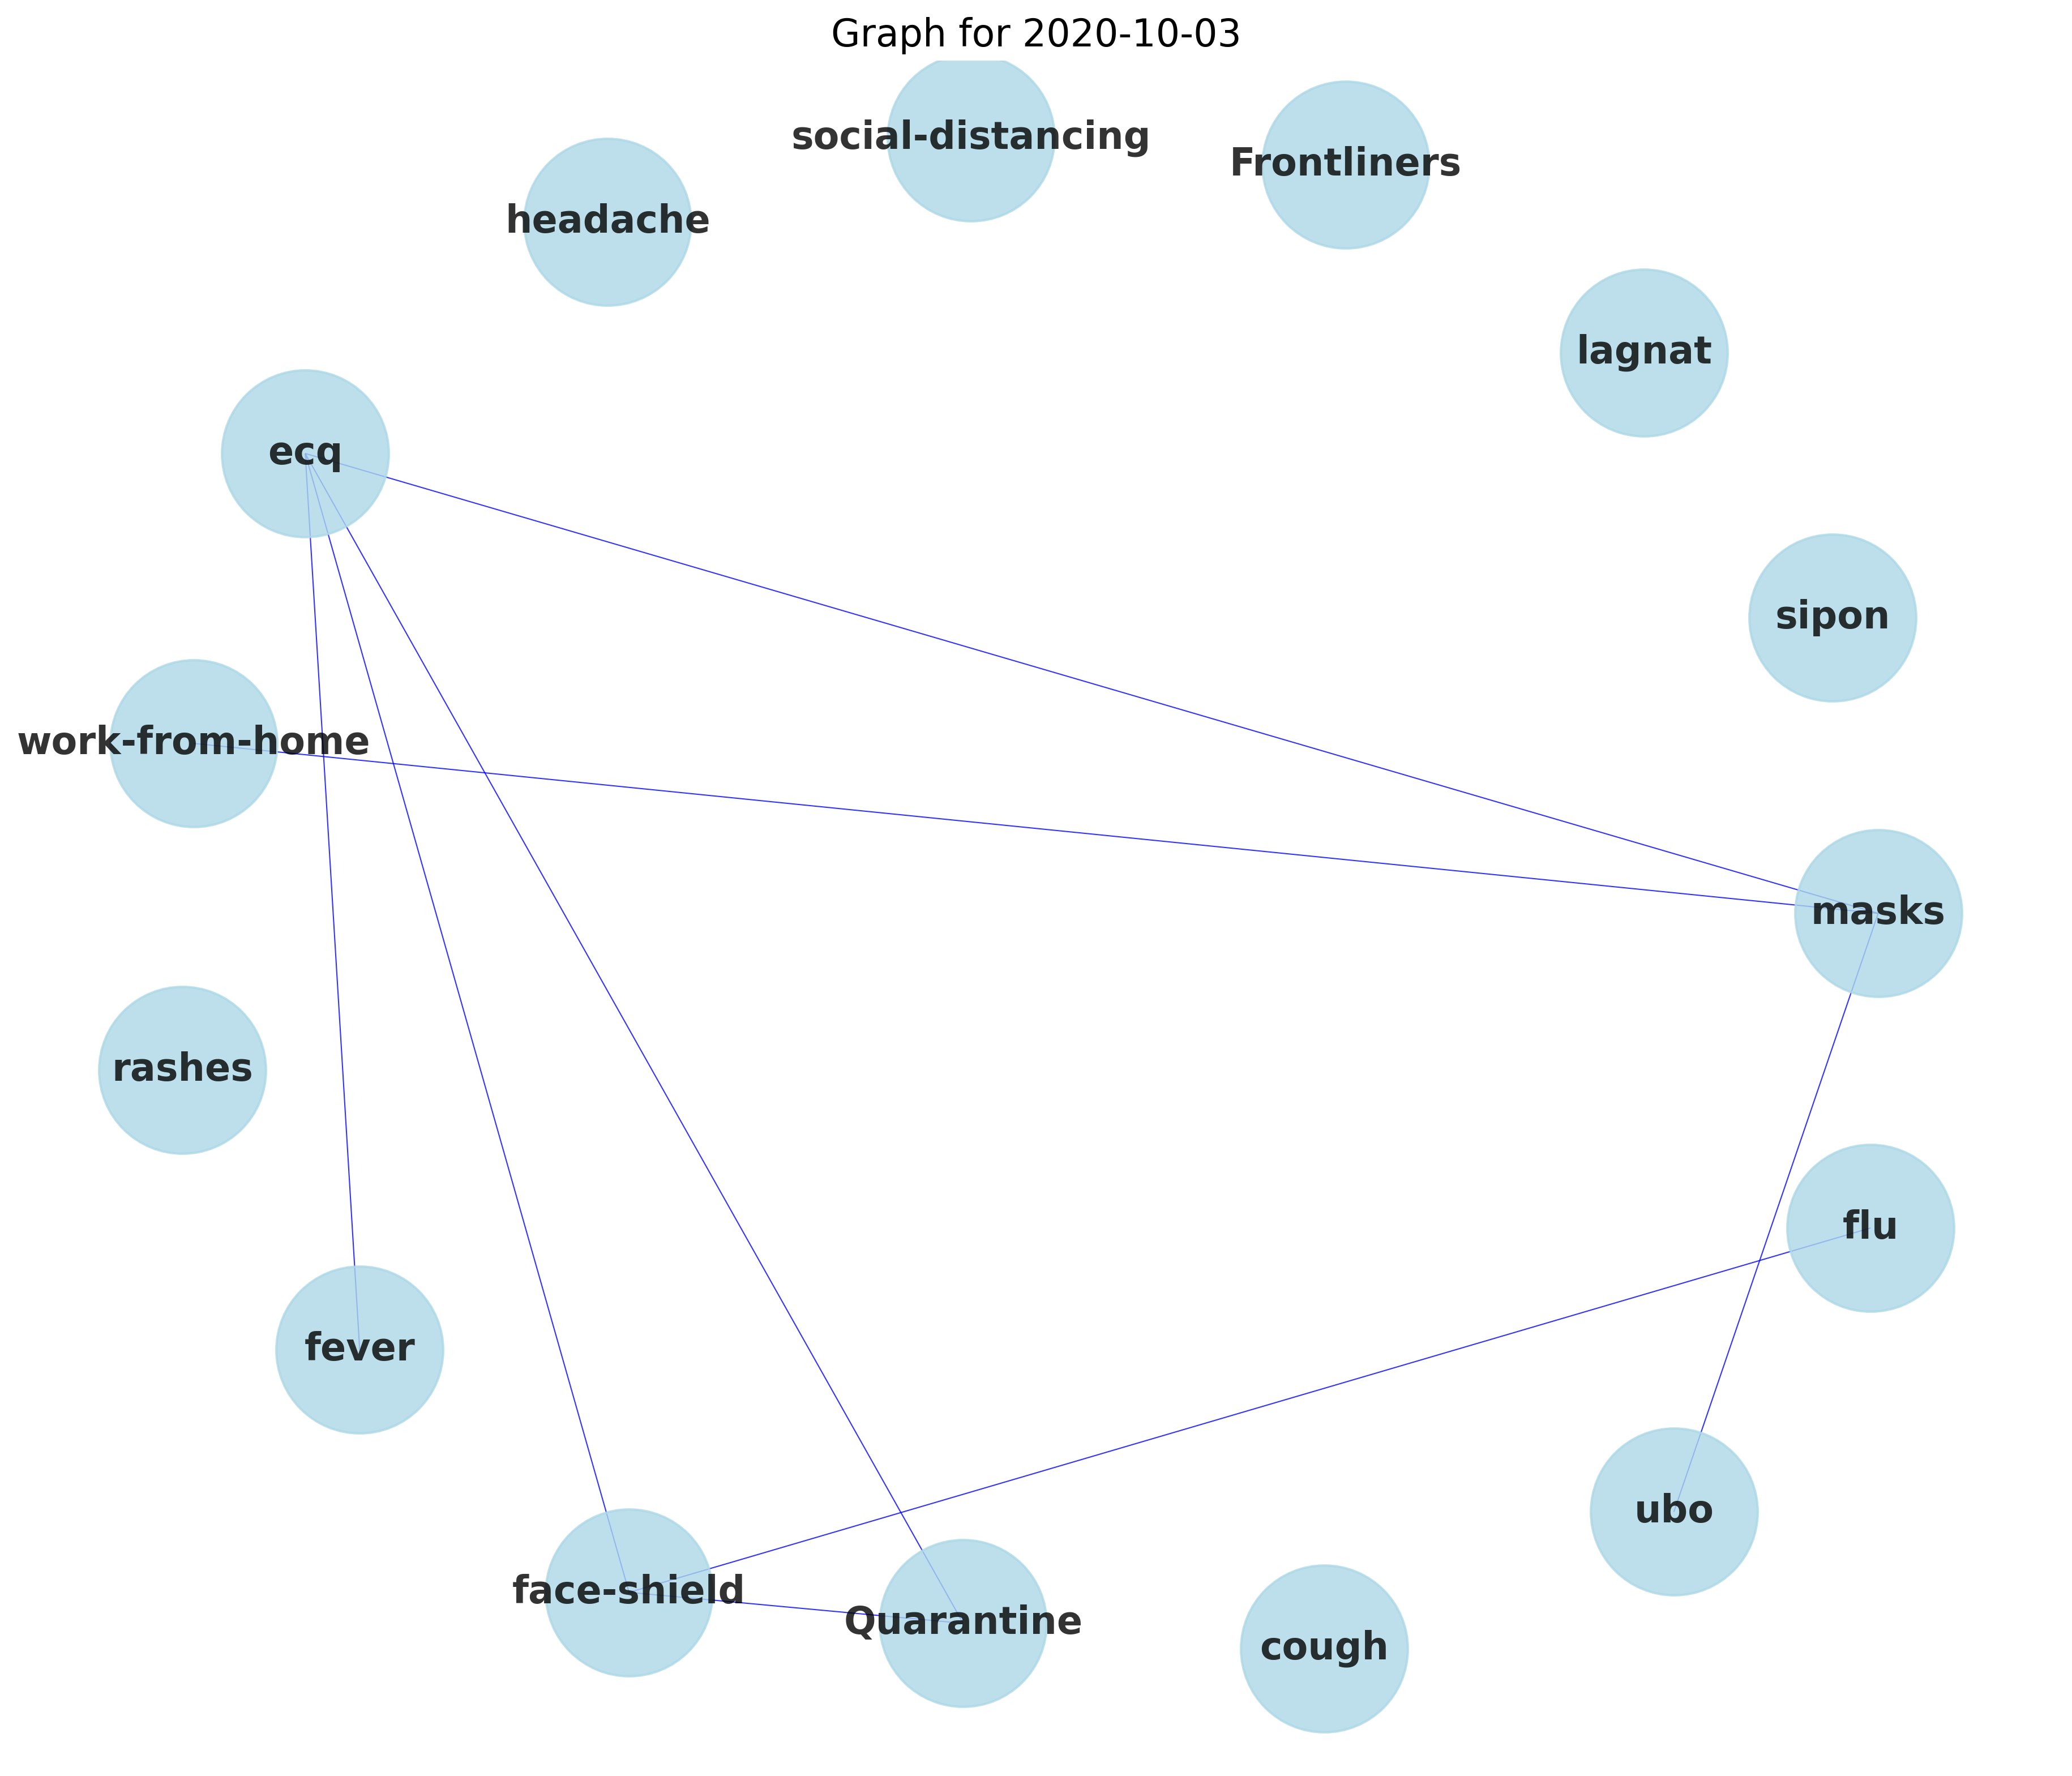 Graph for 2020-10-03
social-distancing
Frontliners
headache
lagnat
ecq
sipon
work-from-home
masks
rashes
flu
fever
ubo
face-shield
Quarantine
cough